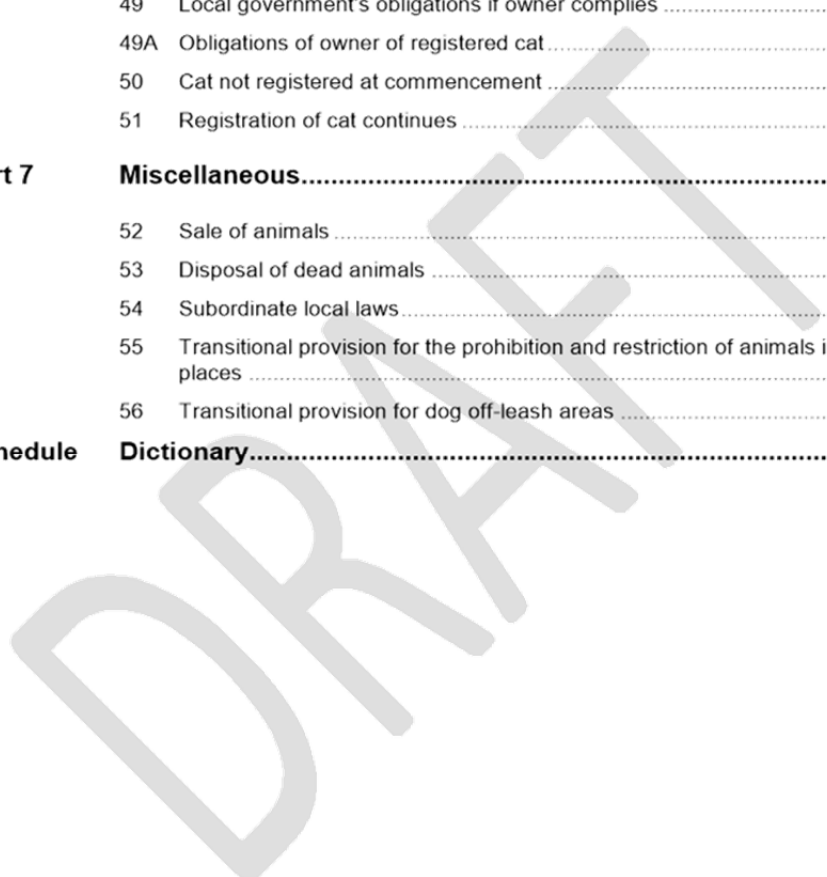 49 Local government's obligations if owner complies ..........
49A Obligations of owner of registered cat ..........
50 Cat not registered at commencement ..........
51 Registration of cat continues ..........
rt 7 Miscellaneous ..........
52 Sale of animals ..........
53 Disposal of dead animals ..........
54 Subordinate local laws ..........
55 Transitional provision for the prohibition and restriction of animals i
places ..........
56 Transitional provision for dog off-leash areas ..........
hedule Dictionary ..........
DRAFT